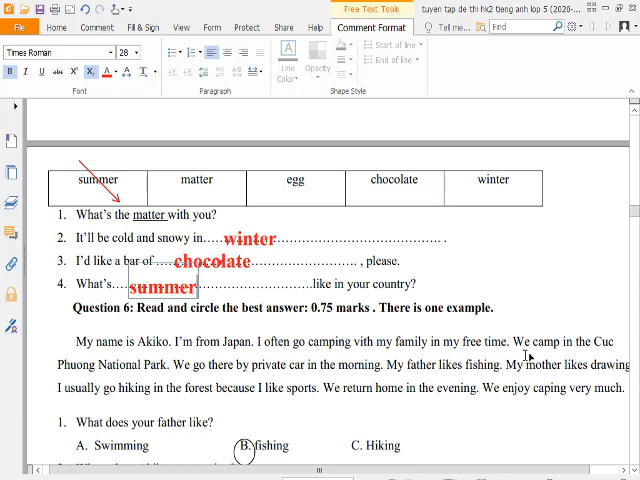 Free Text Tools
tuyen tap de thi hk2 tieng anh lop 5 (2020-
File Home Comment Fill & Sign View Form Protect Share Help Comment Format Tell me... Find
Times Roman 28 Start of line
End of line
B I U abc X X A T Line Color Opacity
Font Paragraph Shape Style
summer matter egg chocolate winter
1. What's the matter with you?
2. It'll be cold and snowy in......winter.............................. .
3. I'd like a bar of ......chocolate.......................... , please.
4. What's......summer..............................like in your country?
Question 6: Read and circle the best answer: 0.75 marks . There is one example.
My name is Akiko. I'm from Japan. I often go camping vith my family in my free time. We camp in the Cuc
Phuong National Park. We go there by private car in the morning. My father likes fishing. My mother likes drawing
I usually go hiking in the forest because I like sports. We return home in the evening. We enjoy caping very much.
1. What does your father like?
A. Swimming B. fishing C. Hiking